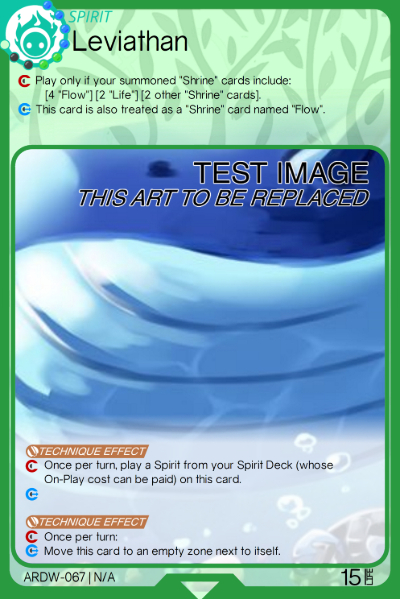 SPIRIT
Leviathan
C Play only if your summoned "Shrine" cards include:
[4 "Flow"] [2 "Life"] [2 other "Shrine" cards].
E This card is also treated as a "Shrine" card named "Flow".
TEST IMAGE
THIS ART TO BE REPLACED
TECHNIQUE EFFECT
C Once per turn, play a Spirit from your Spirit Deck (whose
On-Play cost can be paid) on this card.
E
TECHNIQUE EFFECT
C Once per turn:
E Move this card to an empty zone next to itself.
ARDW-067 | N/A
15 LIFE